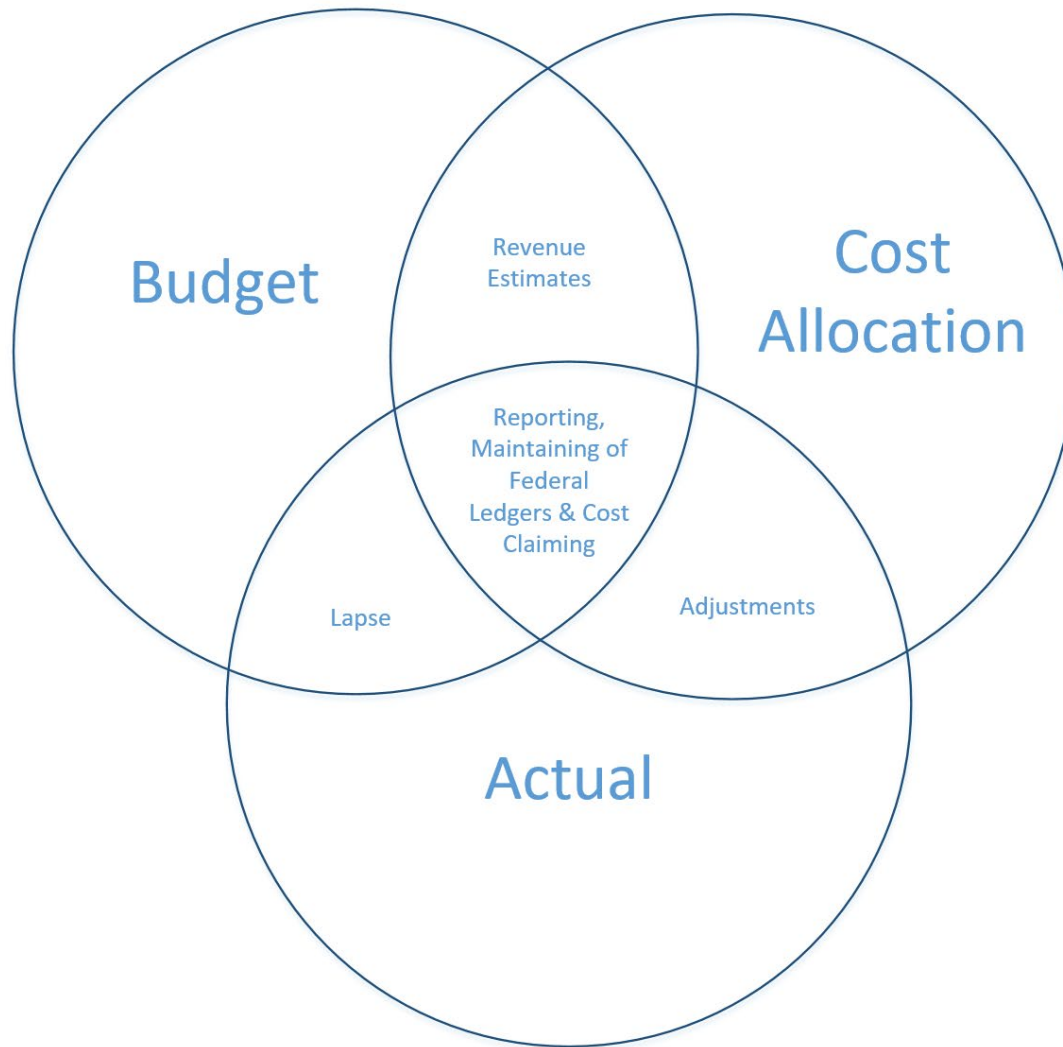 Budget
Cost
Allocation
Revenue
Estimates
Reporting,
Maintaining of
Federal
Ledgers & Cost
Claiming
Lapse
Adjustments
Actual